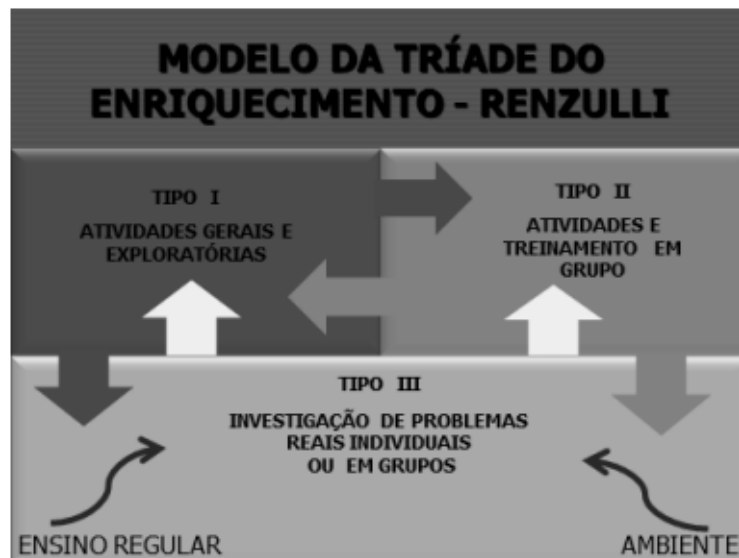 MODELO DA TRÍADE DO
ENRIQUECIMENTO - RENZULLI
TIPO I
ATIVIDADES GERAIS E
EXPLORATÓRIAS
TIPO II
ATIVIDADES E
TREINAMENTO EM
GRUPO
TIPO III
INVESTIGAÇÃO DE PROBLEMAS
REAIS INDIVIDUAIS
OU EM GRUPOS
ENSINO REGULAR
AMBIENTE